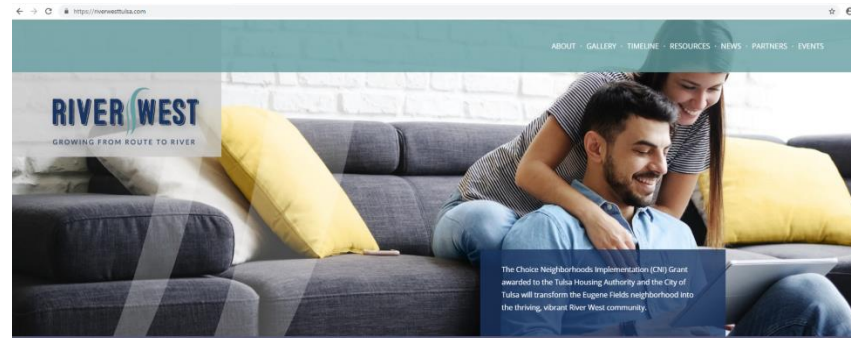 https://riverwesttulsa.com
ABOUT · GALLERY · TIMELINE · RESOURCES · NEWS · PARTNERS · EVENTS
RIVER WEST
GROWING FROM ROUTE TO RIVER
The Choice Neighborhoods Implementation (CNI) Grant
awarded to the Tulsa Housing Authority and the City of
Tulsa will transform the Eugene Fields neighborhood into
the thriving, vibrant River West community.